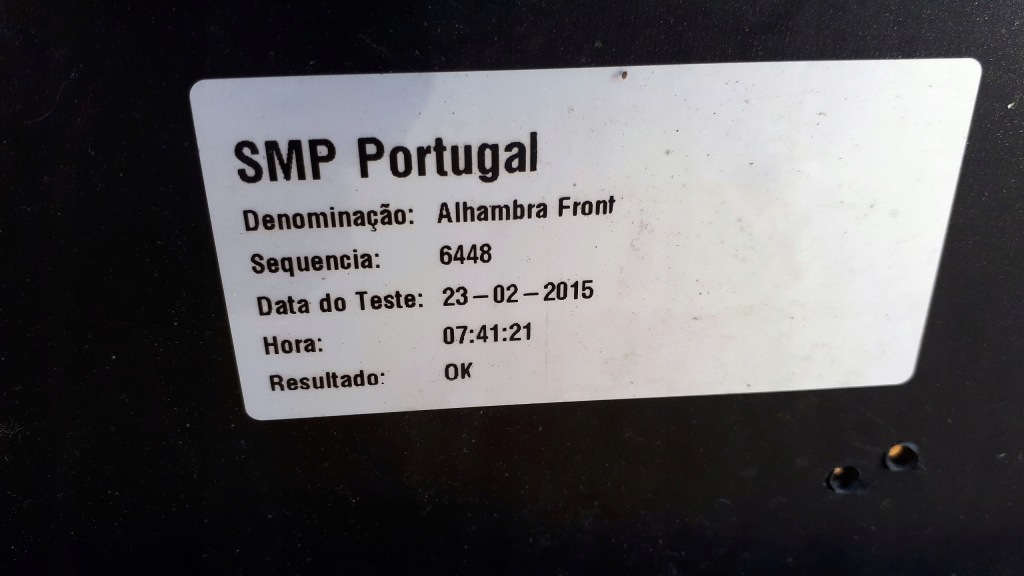 SMP Portugal
Denominação: Alhambra Front
Sequencia: 6448
Data do Teste: 23-02-2015
Hora: 07:41:21
Resultado: OK